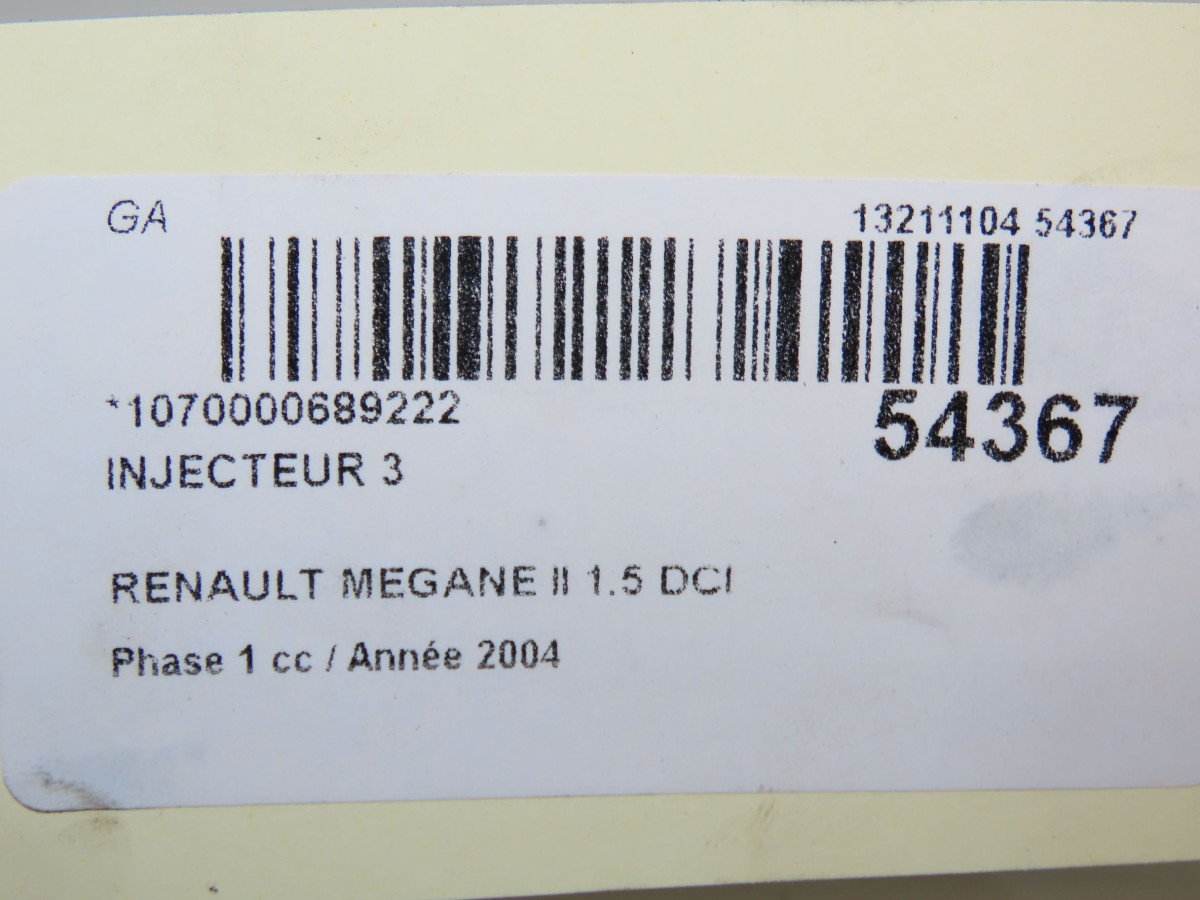 GA 13211104 54367
*1070000689222 54367
INJECTEUR 3
RENAULT MEGANE II 1.5 DCI
Phase 1 cc / Année 2004